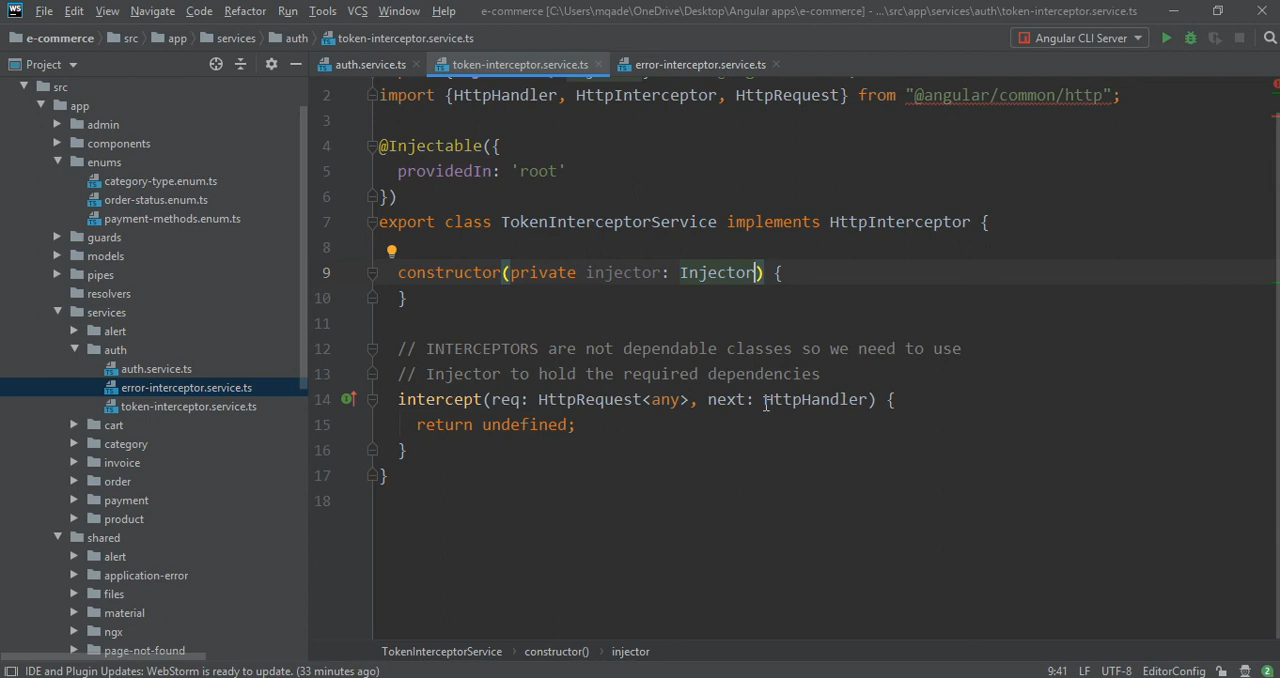 WS File Edit View Navigate Code Refactor Run Tools VCS Window Help e-commerce [C:\Users\mqade\OneDrive\Desktop\Angular apps\e-commerce] - ...\src\app\services\auth\token-interceptor.service.ts
e-commerce src app services auth token-interceptor.service.ts Angular CLI Server
Project auth.service.ts token-interceptor.service.ts error-interceptor.service.ts
src
app
admin
components
enums
category-type.enum.ts
order-status.enum.ts
payment-methods.enum.ts
guards
models
pipes
resolvers
services
alert
auth
auth.service.ts
error-interceptor.service.ts
token-interceptor.service.ts
cart
category
invoice
order
payment
product
shared
alert
application-error
files
material
ngx
page-not-found
2 import {HttpHandler, HttpInterceptor, HttpRequest} from "@angular/common/http";
3
4 @Injectable({
5 providedIn: 'root'
6 })
7 export class TokenInterceptorService implements HttpInterceptor {
8
9 constructor(private injector: Injector) {
10 }
11
12 // INTERCEPTORS are not dependable classes so we need to use
13 // Injector to hold the required dependencies
14 intercept(req: HttpRequest<any>, next: HttpHandler) {
15 return undefined;
16 }
17 }
18
TokenInterceptorService constructor() injector
IDE and Plugin Updates: WebStorm is ready to update. (33 minutes ago) 9:41 LF UTF-8 EditorConfig 2